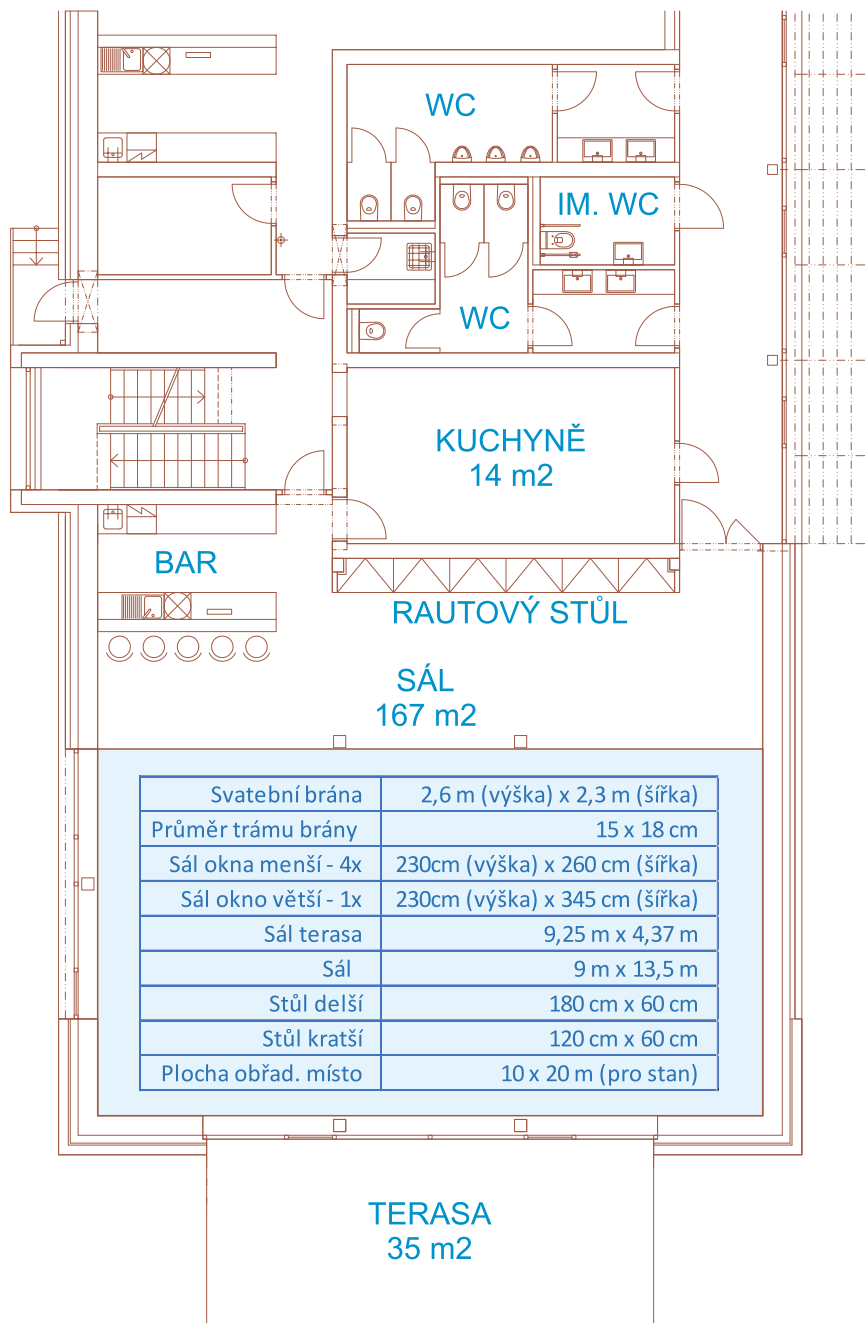 WC
IM. WC
WC
KUCHYNĚ
14 m2
BAR
RAUTOVÝ STŮL
SÁL
167 m2
Svatební brána 2,6 m (výška) x 2,3 m (šířka)
Průměr trámu brány 15 x 18 cm
Sál okna menší - 4x 230cm (výška) x 260 cm (šířka)
Sál okno větší - 1x 230cm (výška) x 345 cm (šířka)
Sál terasa 9,25 m x 4,37 m
Sál 9 m x 13,5 m
Stůl delší 180 cm x 60 cm
Stůl kratší 120 cm x 60 cm
Plocha obřad. místo 10 x 20 m (pro stan)
TERASA
35 m2